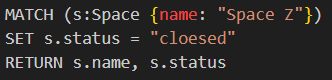 MATCH (s:Space {name: "Space Z"})
SET s.status = "cloesed"
RETURN s.name, s.status